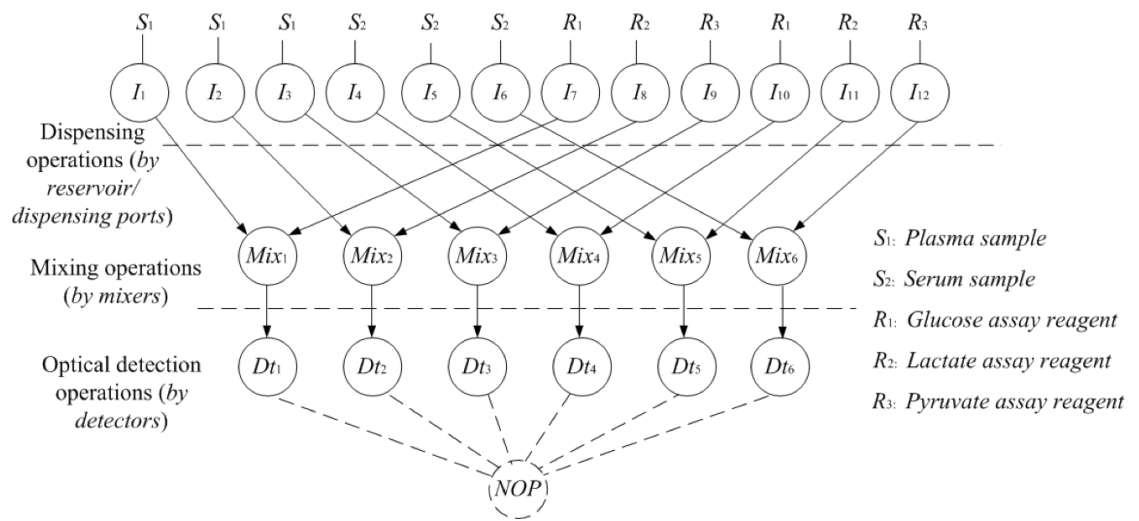 S1 S1 S1 S2 S2 S2 R1 R2 R3 R1 R2 R3
I1 I2 I3 I4 I5 I6 I7 I8 I9 I10 I11 I12
Dispensing
operations (by
reservoir/
dispensing ports)
Mix1 Mix2 Mix3 Mix4 Mix5 Mix6
Mixing operations
(by mixers)
Dt1 Dt2 Dt3 Dt4 Dt5 Dt6
Optical detection
operations (by
detectors)
NOP
S1: Plasma sample
S2: Serum sample
R1: Glucose assay reagent
R2: Lactate assay reagent
R3: Pyruvate assay reagent